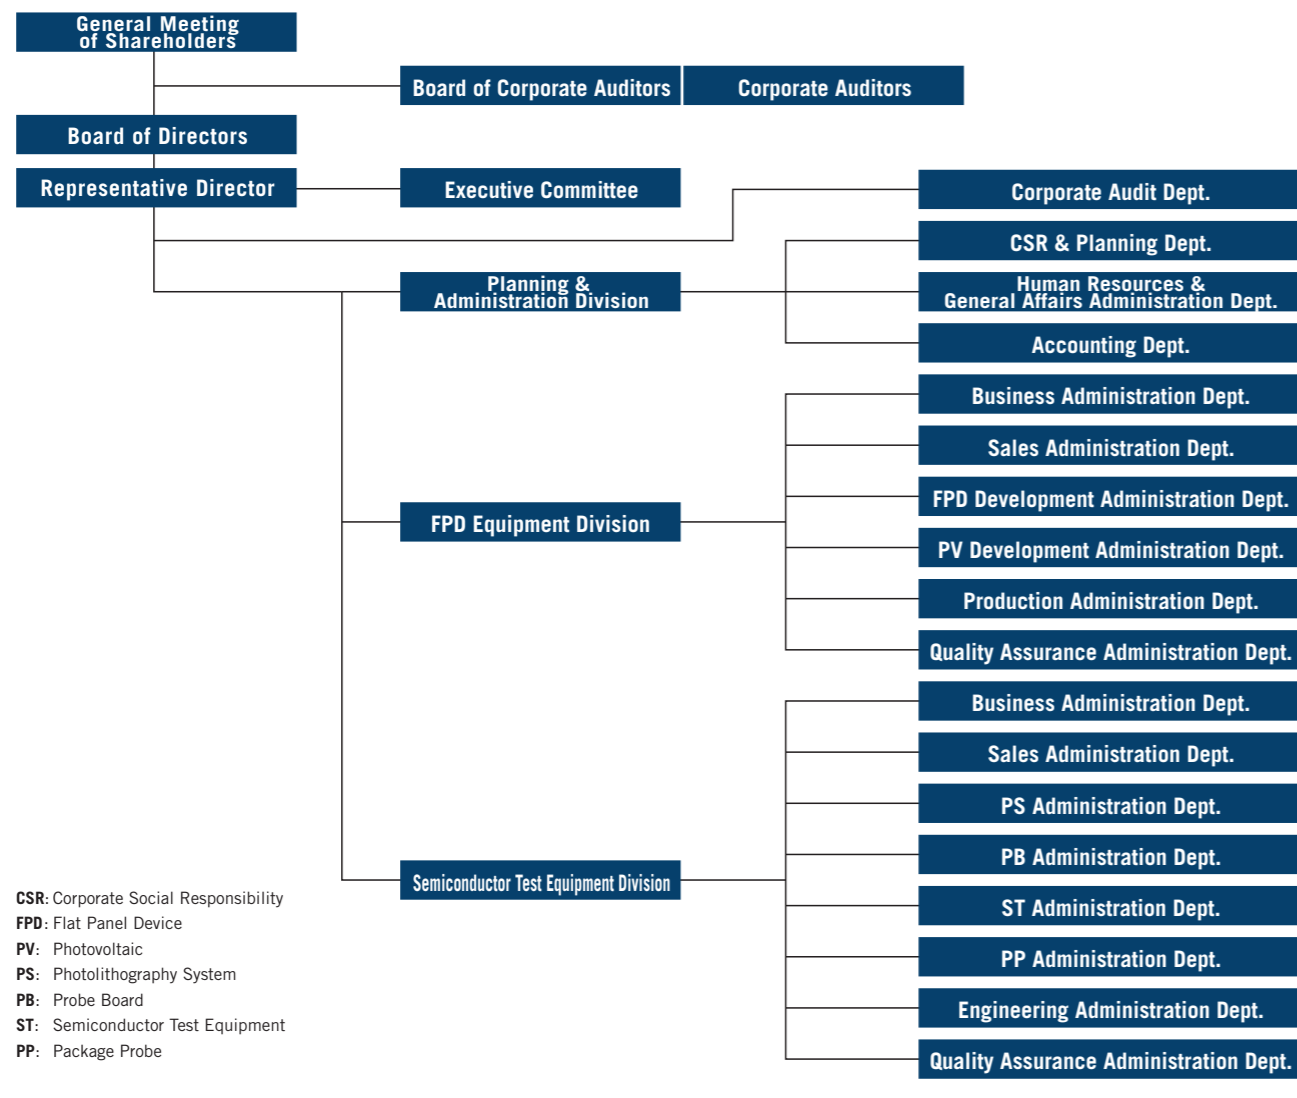 General Meeting
of Shareholders
Board of Corporate Auditors
Corporate Auditors
Board of Directors
Representative Director
Executive Committee
Corporate Audit Dept.
CSR & Planning Dept.
Planning &
Administration Division
Human Resources &
General Affairs Administration Dept.
Accounting Dept.
Business Administration Dept.
Sales Administration Dept.
FPD Development Administration Dept.
FPD Equipment Division
PV Development Administration Dept.
Production Administration Dept.
Quality Assurance Administration Dept.
Business Administration Dept.
Sales Administration Dept.
PS Administration Dept.
PB Administration Dept.
Semiconductor Test Equipment Division
ST Administration Dept.
PP Administration Dept.
Engineering Administration Dept.
Quality Assurance Administration Dept.
CSR: Corporate Social Responsibility
FPD: Flat Panel Device
PV: Photovoltaic
PS: Photolithography System
PB: Probe Board
ST: Semiconductor Test Equipment
PP: Package Probe